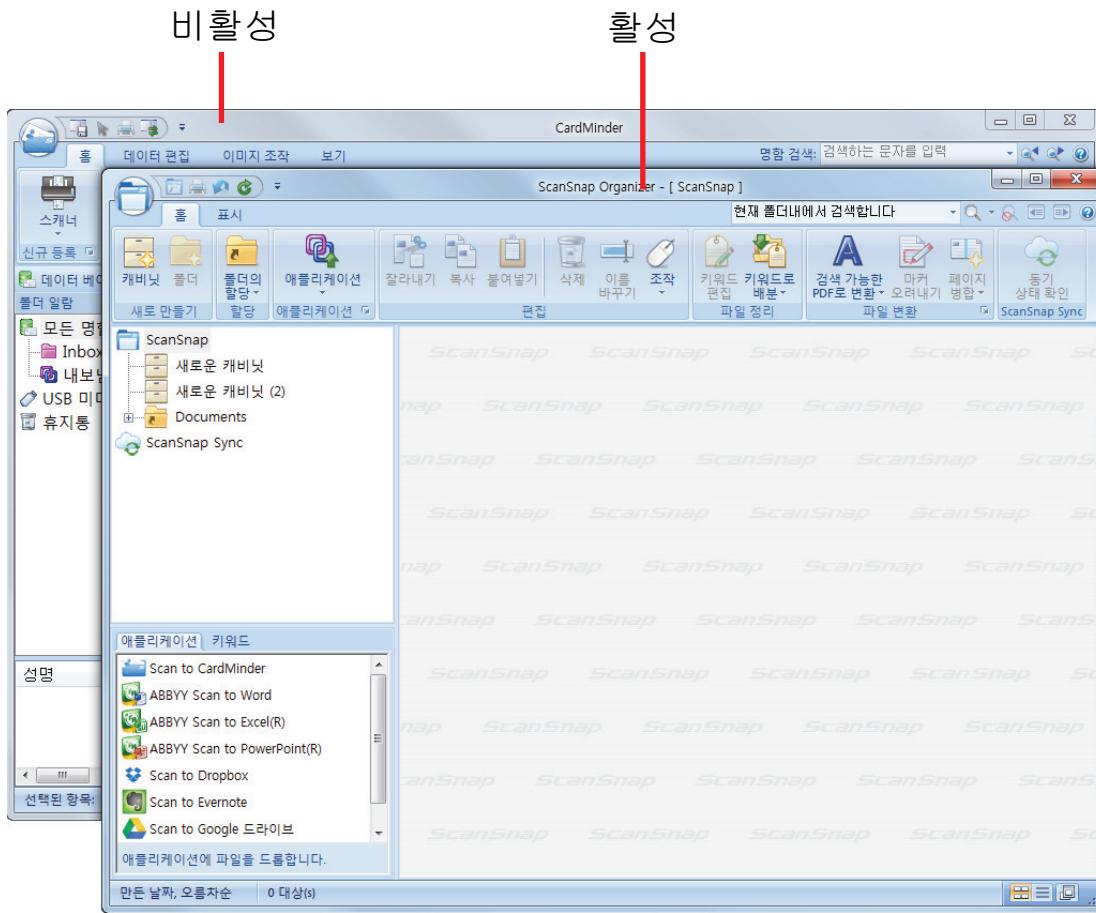 비활성
활성
CardMinder
홈 데이터 편집 이미지 조작 보기 명함 검색: 검색하는 문자를 입력
스캐너
신규 등록
데이터 베
폴더 일람
모든 명
Inbox
내보
USB
휴지통
성명
선택된 항목:
ScanSnap Organizer - [ ScanSnap ]
홈 표시 현재 폴더내에서 검색합니다
캐비닛 폴더
새로 만들기
폴더의
할당
할당
애플리케이션
애플리케이션
잘라내기 복사 붙여넣기 삭제 이름 바꾸기 조작
편집
키워드 편집 키워드로 배분
파일 정리
검색 가능한 PDF로 변환 마커 오려내기 페이지 병합
파일 변환
동기 상태 확인
ScanSnap Sync
ScanSnap
새로운 캐비닛
새로운 캐비닛 (2)
Documents
ScanSnap Sync
애플리케이션 키워드
Scan to CardMinder
ABBYY Scan to Word
ABBYY Scan to Excel(R)
ABBYY Scan to PowerPoint(R)
Scan to Dropbox
Scan to Evernote
Scan to Google 드라이브
애플리케이션에 파일을 드롭합니다.
만든 날짜, 오름차순 0 대상(s)